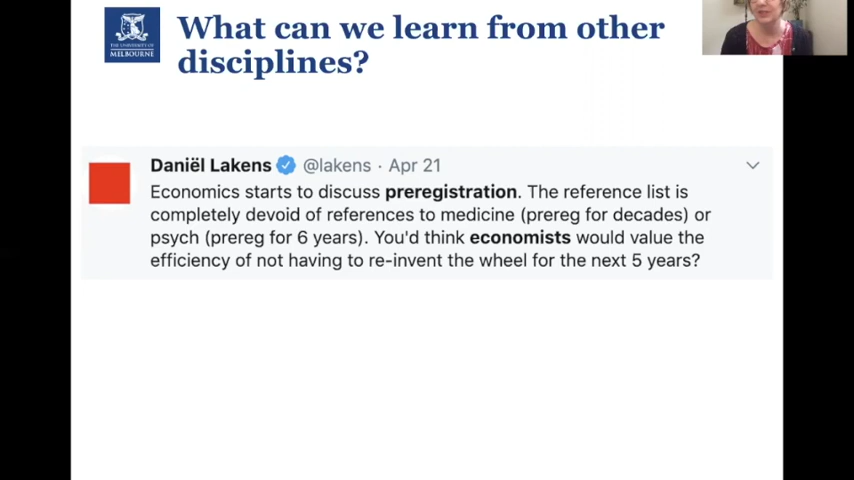 What can we learn from other
disciplines?
THE UNIVERSITY OF
MELBOURNE
Daniël Lakens @lakens · Apr 21
Economics starts to discuss preregistration. The reference list is
completely devoid of references to medicine (prereg for decades) or
psych (prereg for 6 years). You'd think economists would value the
efficiency of not having to re-invent the wheel for the next 5 years?